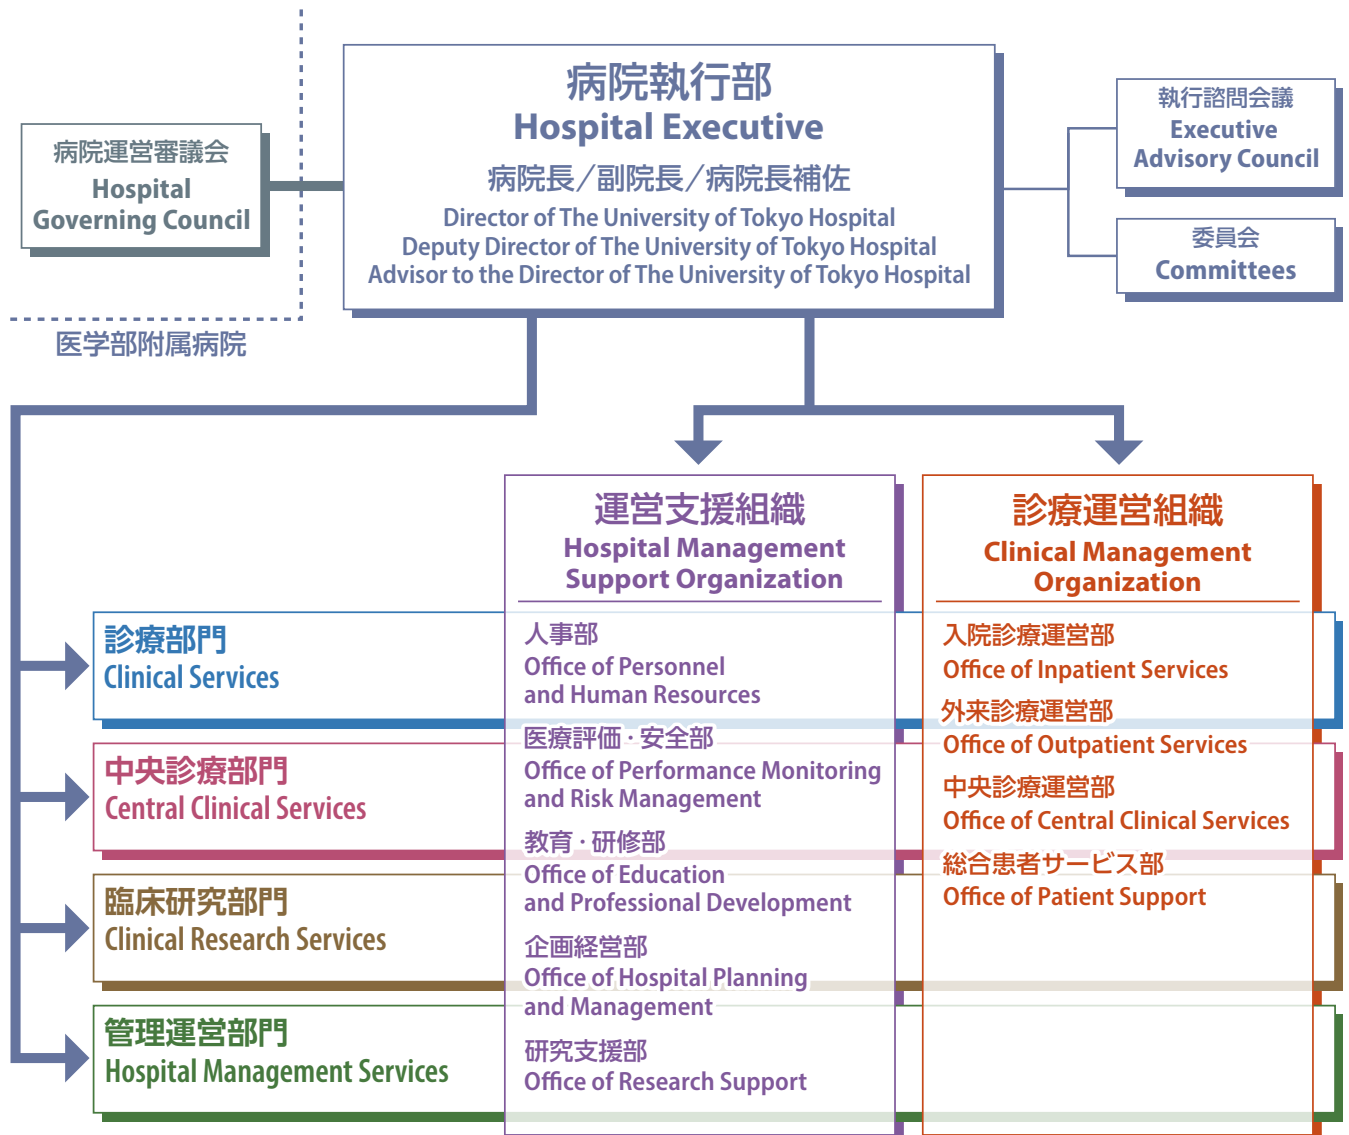 病院執行部
Hospital Executive
病院長/副院長/病院長補佐
Director of The University of Tokyo Hospital
Deputy Director of The University of Tokyo Hospital
Advisor to the Director of The University of Tokyo Hospital
病院運営審議会
Hospital
Governing Council
執行諮問会議
Executive
Advisory Council
委員会
Committees
医学部附属病院
運営支援組織
Hospital Management
Support Organization
人事部
Office of Personnel
and Human Resources
医療評価・安全部
Office of Performance Monitoring
and Risk Management
教育・研修部
Office of Education
and Professional Development
企画経営部
Office of Hospital Planning
and Management
研究支援部
Office of Research Support
診療運営組織
Clinical Management
Organization
入院診療運営部
Office of Inpatient Services
外来診療運営部
Office of Outpatient Services
中央診療運営部
Office of Central Clinical Services
総合患者サービス部
Office of Patient Support
診療部門
Clinical Services
中央診療部門
Central Clinical Services
臨床研究部門
Clinical Research Services
管理運営部門
Hospital Management Services